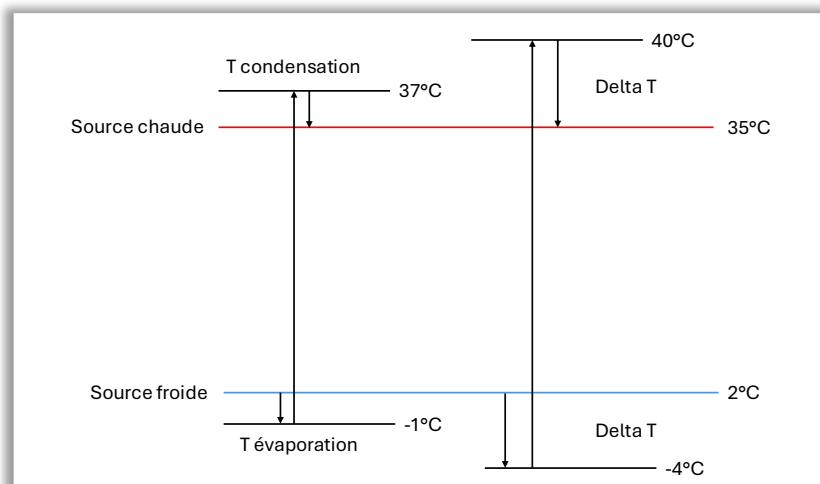 40°C
T condensation
Delta T
37°C
Source chaude
35°C
Source froide
2°C
-1°C
Delta T
T évaporation
-4°C